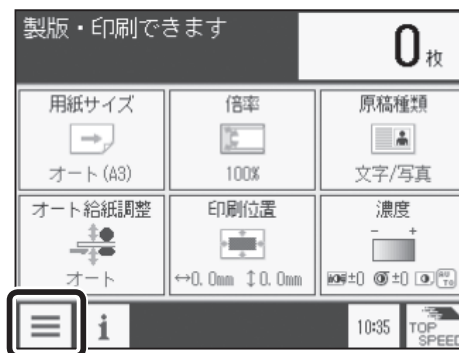 製版・印刷できます
0枚
用紙サイズ
倍率
原稿種類
オート(A3)
100%
文字/写真
オート給紙調整
印刷位置
濃度
- +
オート
↔0.0mm ↕0.0mm
±0 ±0 AUTO
i
10:35
TOP SPEED